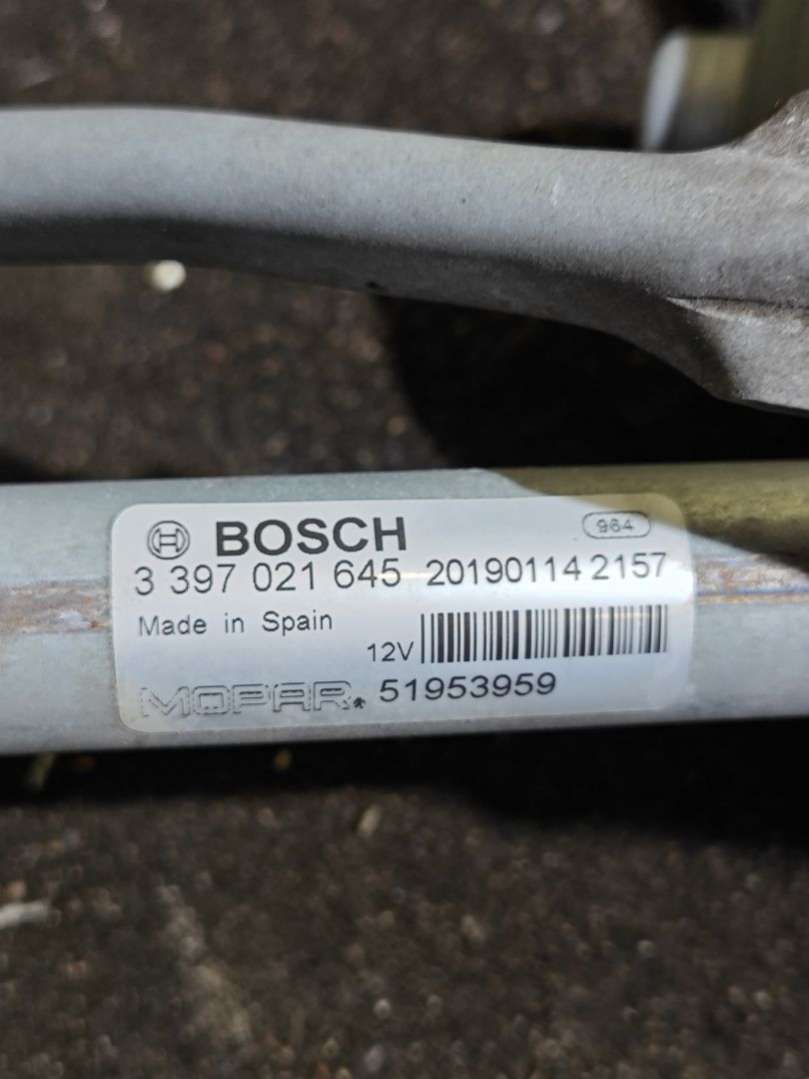 BOSCH 964
3 397 021 645 20190114 2157
Made in Spain
12V
MOPAR. 51953959